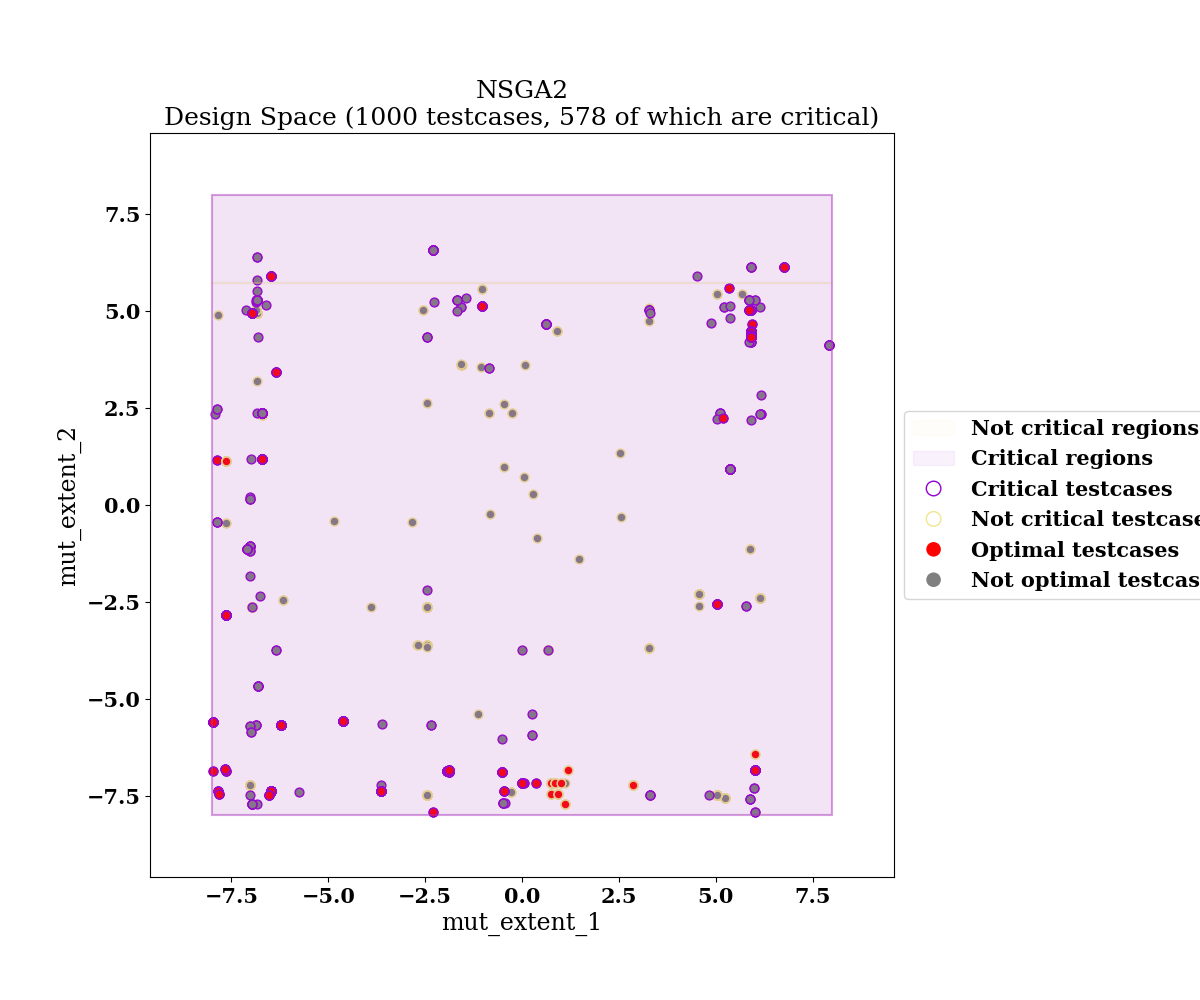 NSGA2
Design Space (1000 testcases, 578 of which are critical)
mut_extent_2
7.5
5.0
2.5
0.0
−2.5
−5.0
−7.5
−7.5
−5.0
−2.5
0.0
2.5
5.0
7.5
mut_extent_1
Not critical regions
Critical regions
Critical testcases
Not critical testcase
Optimal testcases
Not optimal testcas